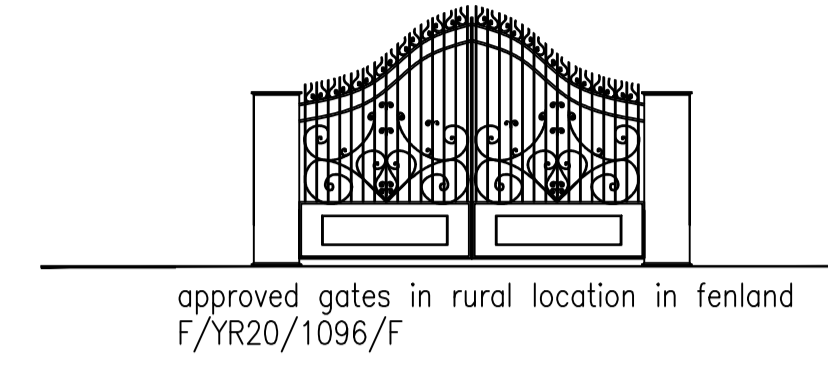 approved gates in rural location in fenland
F/YR20/1096/F